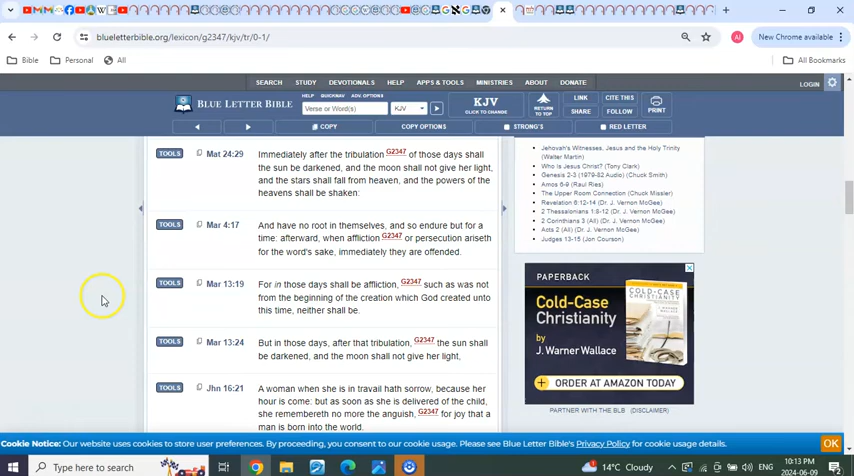 New Chrome available
blueletterbible.org/lexicon/g2347/kjv/tr/0-1/
Bible Personal All All Bookmarks
SEARCH STUDY DEVOTIONALS HELP APPS & TOOLS MINISTRIES ABOUT DONATE LOGIN
BLUE LETTER BIBLE
HELP QUICKNAV ADV. OPTIONS
Verse or Word(s) KJV
KJV
CLICK TO CHANGE
RETURN
TO TOP
LINK
SHARE
CITE THIS
FOLLOW
PRINT
COPY COPY OPTIONS STRONG'S RED LETTER
TOOLS Mat 24:29 Immediately after the tribulation G2347 of those days shall
the sun be darkened, and the moon shall not give her light,
and the stars shall fall from heaven, and the powers of the
heavens shall be shaken:
TOOLS Mar 4:17 And have no root in themselves, and so endure but for a
time: afterward, when affliction G2347 or persecution ariseth
for the word's sake, immediately they are offended.
TOOLS Mar 13:19 For in those days shall be affliction, G2347 such as was not
from the beginning of the creation which God created unto
this time, neither shall be.
TOOLS Mar 13:24 But in those days, after that tribulation, G2347 the sun shall
be darkened, and the moon shall not give her light,
TOOLS Jhn 16:21 A woman when she is in travail hath sorrow, because her
hour is come: but as soon as she is delivered of the child,
she remembereth no more the anguish, G2347 for joy that a
man is born into the world.
Jehovah's Witnesses, Jesus and the Holy Trinity
(Walter Martin)
Who is Jesus Christ? (Tony Clark)
Genesis 2-3 (1979-82 Audio) (Chuck Smith)
Amos 6-9 (Raul Ries)
The Upper Room Connection (Chuck Missler)
Revelation 6:12-14 (Dr. J. Vernon McGee)
2 Thessalonians 1:8-12 (Dr. J. Vernon McGee)
2 Corinthians 3 (Dr. J. Vernon McGee)
Acts 2 (All) (Dr. J. Vernon McGee)
Judges 13-15 (Jon Courson)
PAPERBACK
Cold-Case
Christianity
by
J. Warner Wallace
COLD-CASE
CHRISTIANITY
ORDER AT AMAZON TODAY
PARTNER WITH THE BLB (DISCLAIMER)
Cookie Notice: Our website uses cookies to store user preferences. By proceeding, you consent to our cookie usage. Please see Blue Letter Bible's Privacy Policy for cookie usage details. OK
Type here to search
14°C Cloudy
10:13 PM
2024-06-09